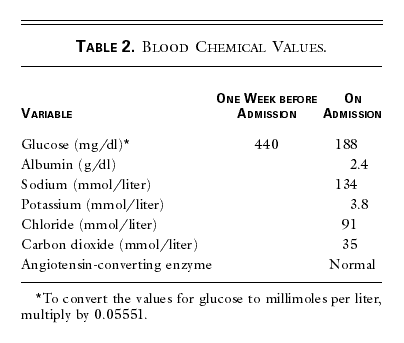 TABLE 2. BLOOD CHEMICAL VALUES.
VARIABLE ONE WEEK BEFORE ADMISSION ON ADMISSION
Glucose (mg/dl)* 440 188
Albumin (g/dl) 2.4
Sodium (mmol/liter) 134
Potassium (mmol/liter) 3.8
Chloride (mmol/liter) 91
Carbon dioxide (mmol/liter) 35
Angiotensin-converting enzyme Normal
*To convert the values for glucose to millimoles per liter,
multiply by 0.05551.